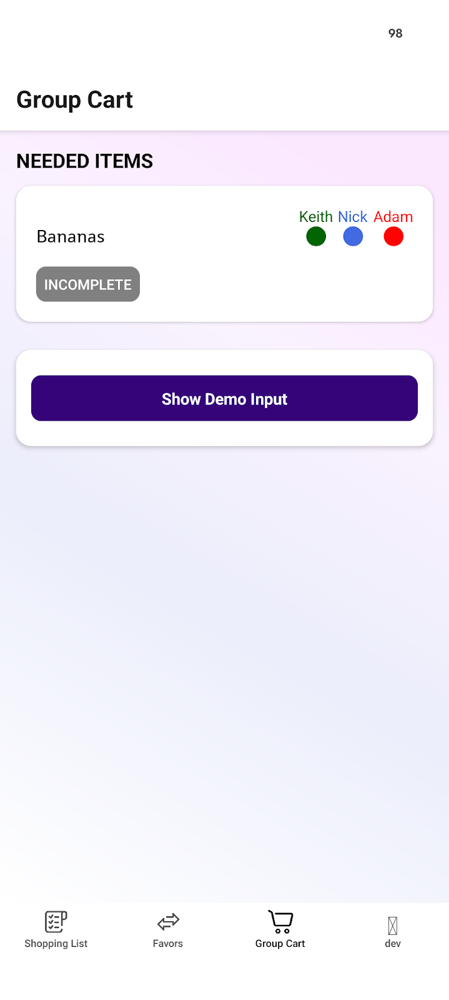 98
Group Cart
NEEDED ITEMS
Keith Nick Adam
Bananas
INCOMPLETE
Show Demo Input
Shopping List Favors Group Cart dev